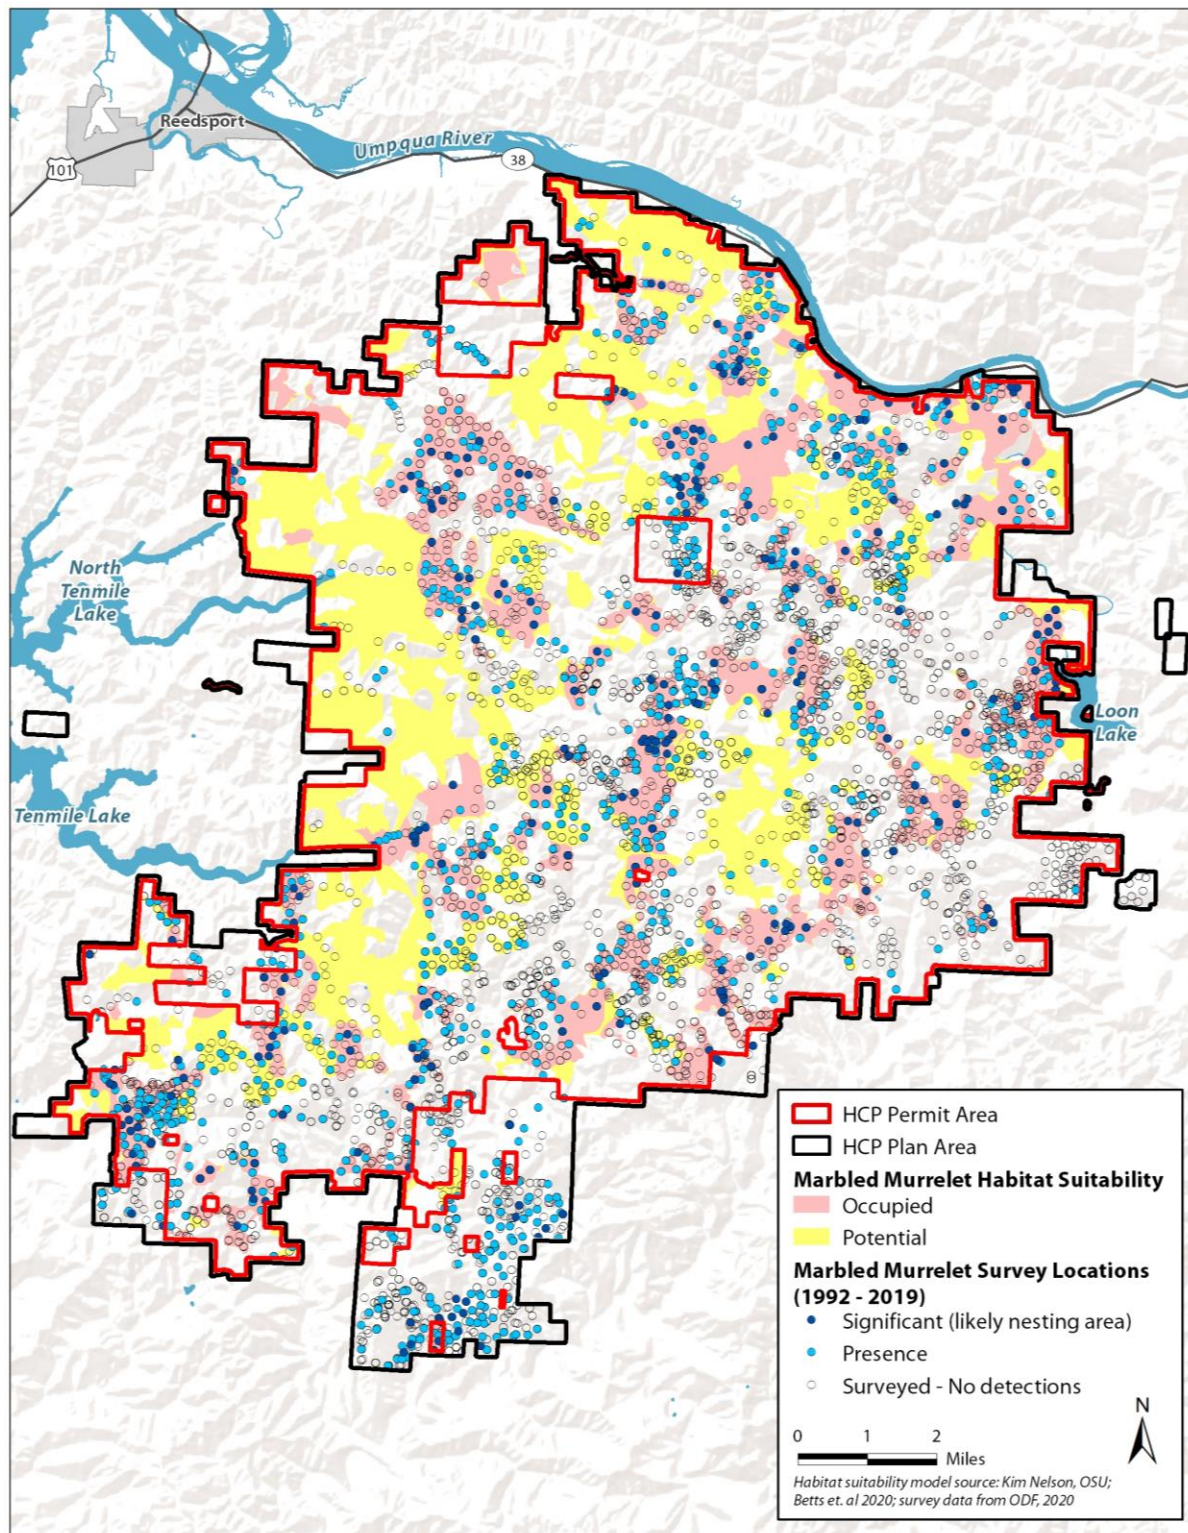 Reedsport
101
Umpqua River
38
North
Tenmile
Lake
Loon
Lake
Tenmile Lake
HCP Permit Area
HCP Plan Area
Marbled Murrelet Habitat Suitability
Occupied
Potential
Marbled Murrelet Survey Locations
(1992 - 2019)
Significant (likely nesting area)
Presence
Surveyed - No detections
N
0 1 2
Miles
Habitat suitability model source: Kim Nelson, OSU;
Betts et. al 2020; survey data from ODF, 2020